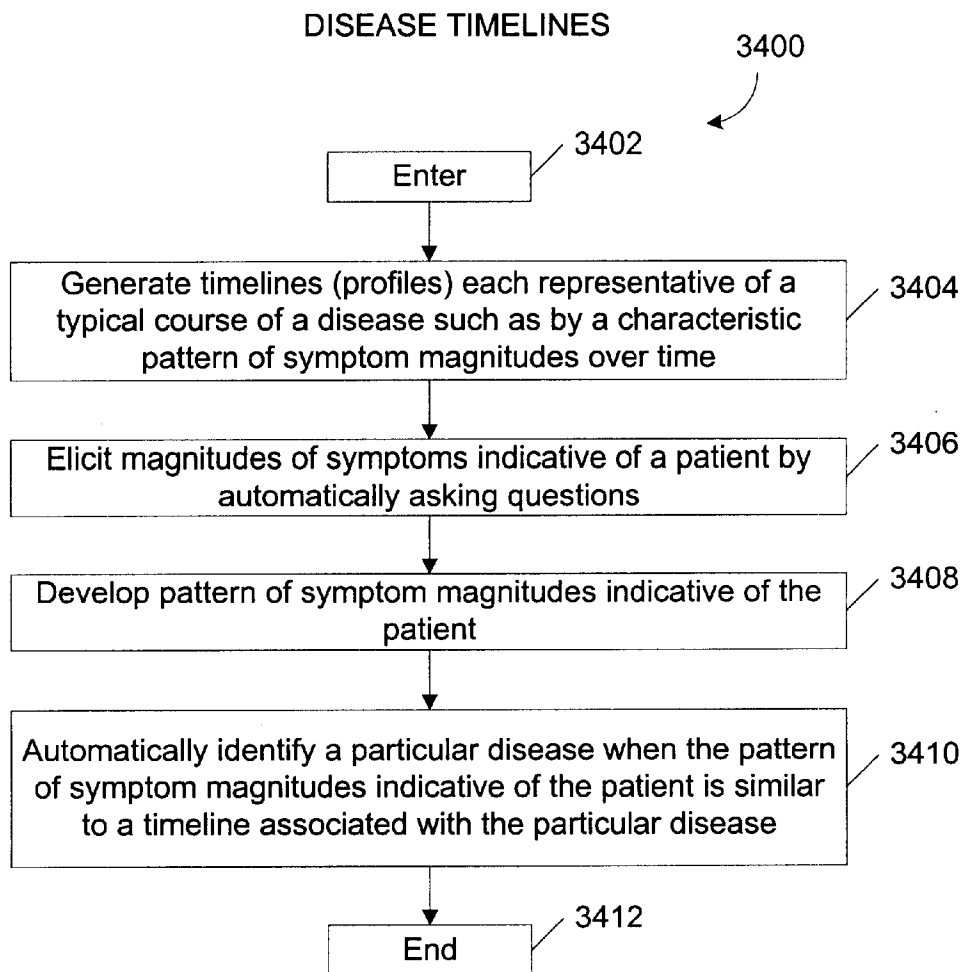 DISEASE TIMELINES
3400
3402
Enter
Generate timelines (profiles) each representative of a
typical course of a disease such as by a characteristic
pattern of symptom magnitudes over time
3404
Elicit magnitudes of symptoms indicative of a patient by
automatically asking questions
3406
Develop pattern of symptom magnitudes indicative of the
patient
3408
Automatically identify a particular disease when the pattern
of symptom magnitudes indicative of the patient is similar
to a timeline associated with the particular disease
3410
3412
End